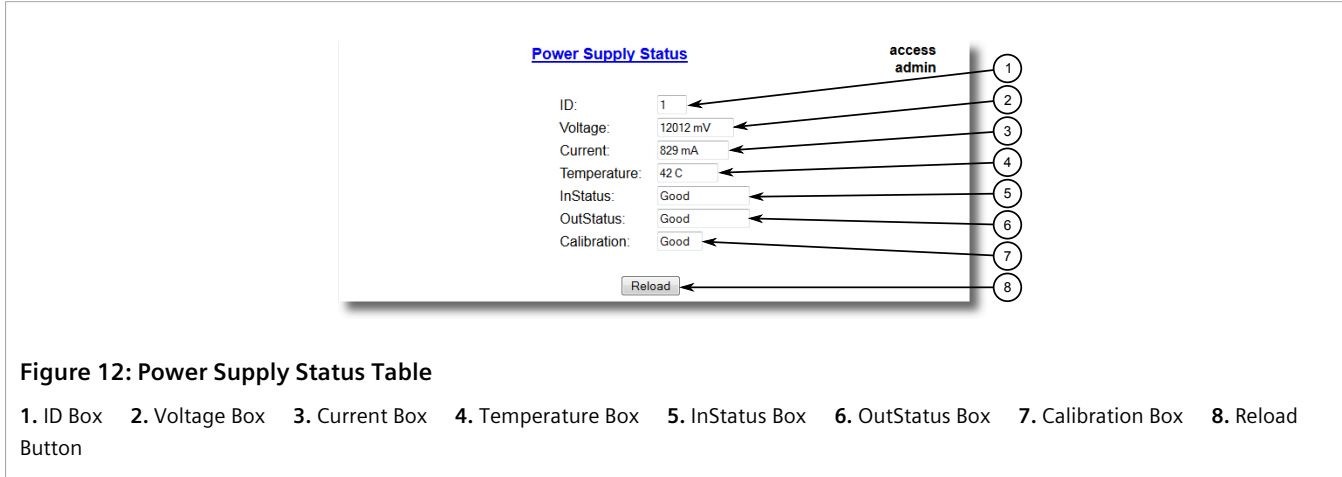 Power Supply Status
access
admin
ID: 1
Voltage: 12012 mV
Current: 829 mA
Temperature: 42 C
InStatus: Good
OutStatus: Good
Calibration: Good
Reload
1
2
3
4
5
6
7
8
Figure 12: Power Supply Status Table
1. ID Box 2. Voltage Box 3. Current Box 4. Temperature Box 5. InStatus Box 6. OutStatus Box 7. Calibration Box 8. Reload
Button